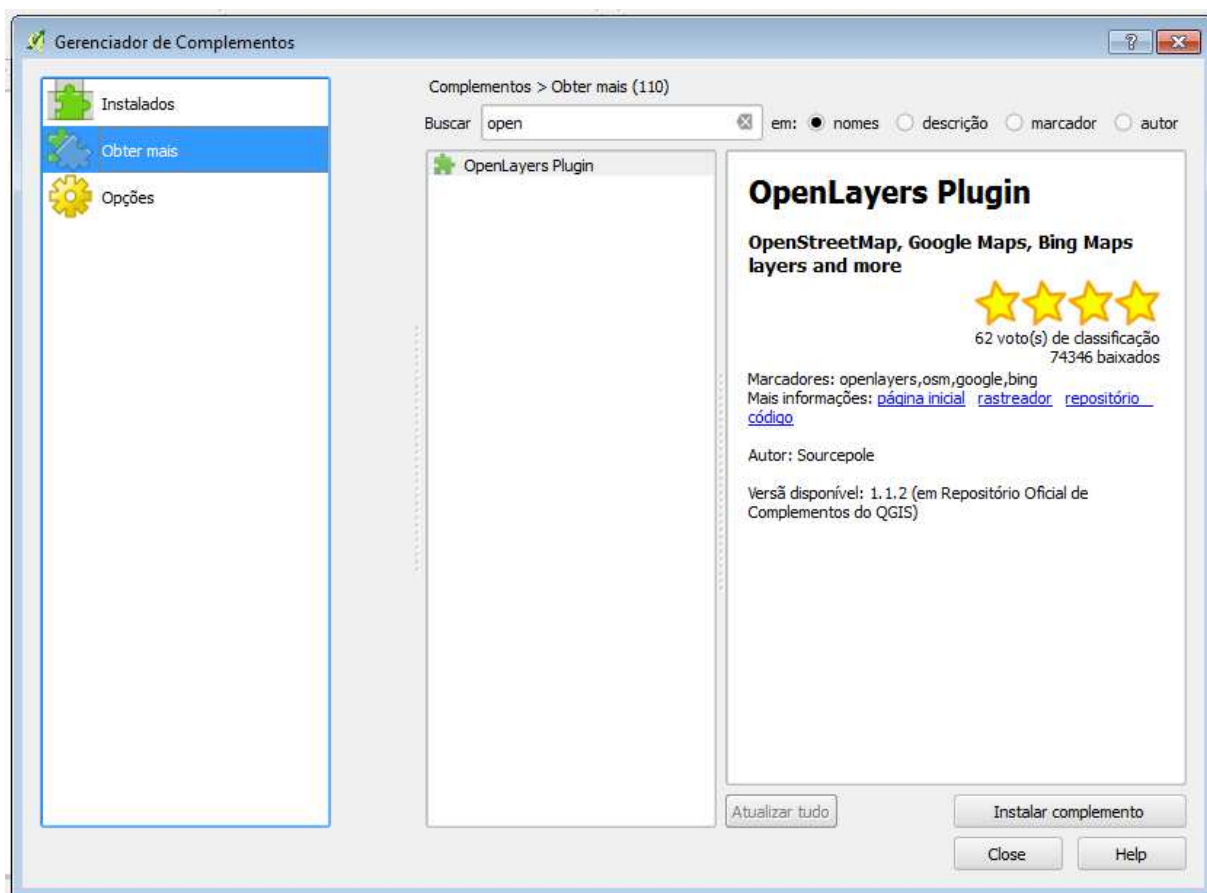 Gerenciador de Complementos
Instalados
Obter mais
Opções
Complementos > Obter mais (110)
Buscar open em: nomes descrição marcador autor
OpenLayers Plugin
OpenLayers Plugin
OpenStreetMap, Google Maps, Bing Maps
layers and more
62 voto(s) de classificação
74346 baixados
Marcadores: openlayers,osm,google,bing
Mais informações: página inicial rastreador repositório
código
Autor: Sourcepole
Versã disponível: 1.1.2 (em Repositório Oficial de
Complementos do QGIS)
Atualizar tudo Instalar complemento
Close Help